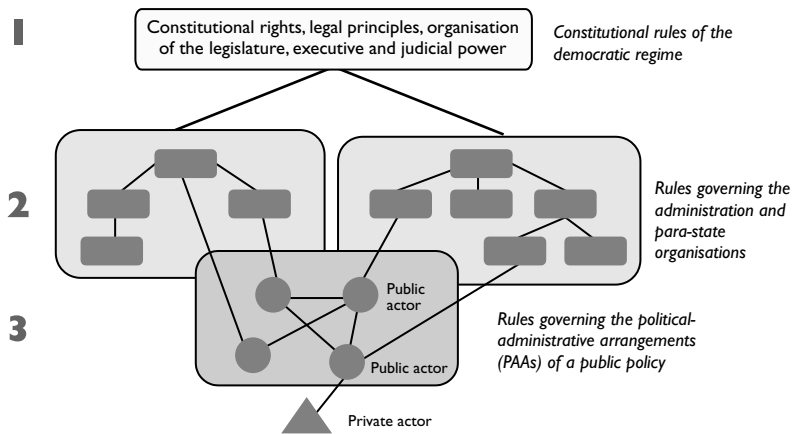 1
Constitutional rights, legal principles, organisation
of the legislature, executive and judicial power
Constitutional rules of the
democratic regime
2
Rules governing the
administration and
para-state
organisations
3
Public
actor
Public actor
Rules governing the political-
administrative arrangements
(PAAs) of a public policy
Private actor